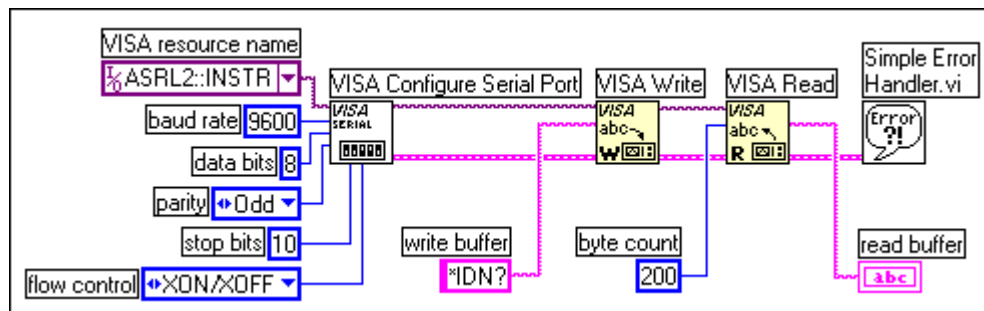 VISA resource name
I/O ASRL2::INSTR
baud rate 9600
data bits 8
parity Odd
stop bits 10
flow control XON/XOFF
VISA Configure Serial Port
VISA
SERIAL
write buffer
*IDN?
VISA Write
VISA
abc
W
byte count
200
VISA Read
VISA
abc
R
Simple Error
Handler.vi
Error
?!
read buffer
abc